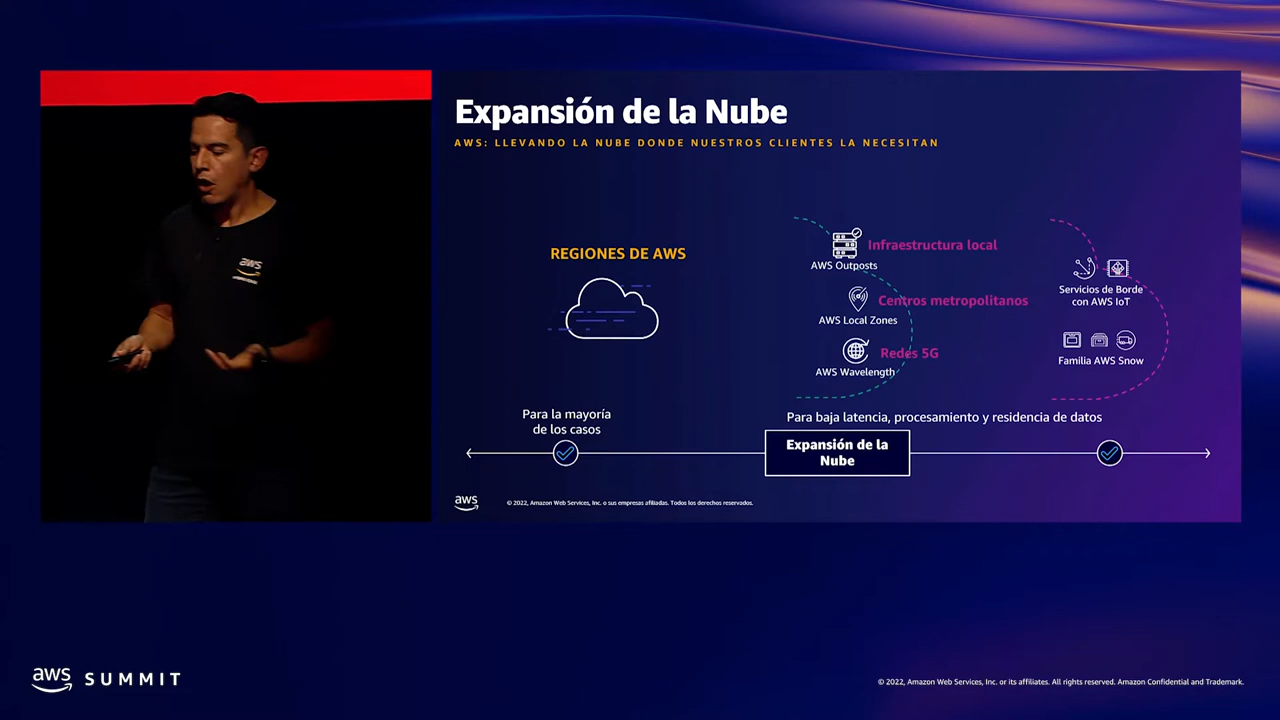 Expansión de la Nube
AWS: LLEVANDO LA NUBE DONDE NUESTROS CLIENTES LA NECESITAN
REGIONES DE AWS
Infraestructura local
AWS Outposts
Centros metropolitanos
AWS Local Zones
Redes 5G
AWS Wavelength
Servicios de Borde
con AWS IoT
Familia AWS Snow
Para la mayoría
de los casos
Para baja latencia, procesamiento y residencia de datos
Expansión de la
Nube
aws
© 2022, Amazon Web Services, Inc. o sus empresas afiliadas. Todos los derechos reservados.
aws
aws SUMMIT
© 2022, Amazon Web Services, Inc. or its affiliates. All rights reserved. Amazon Confidential and Trademark.